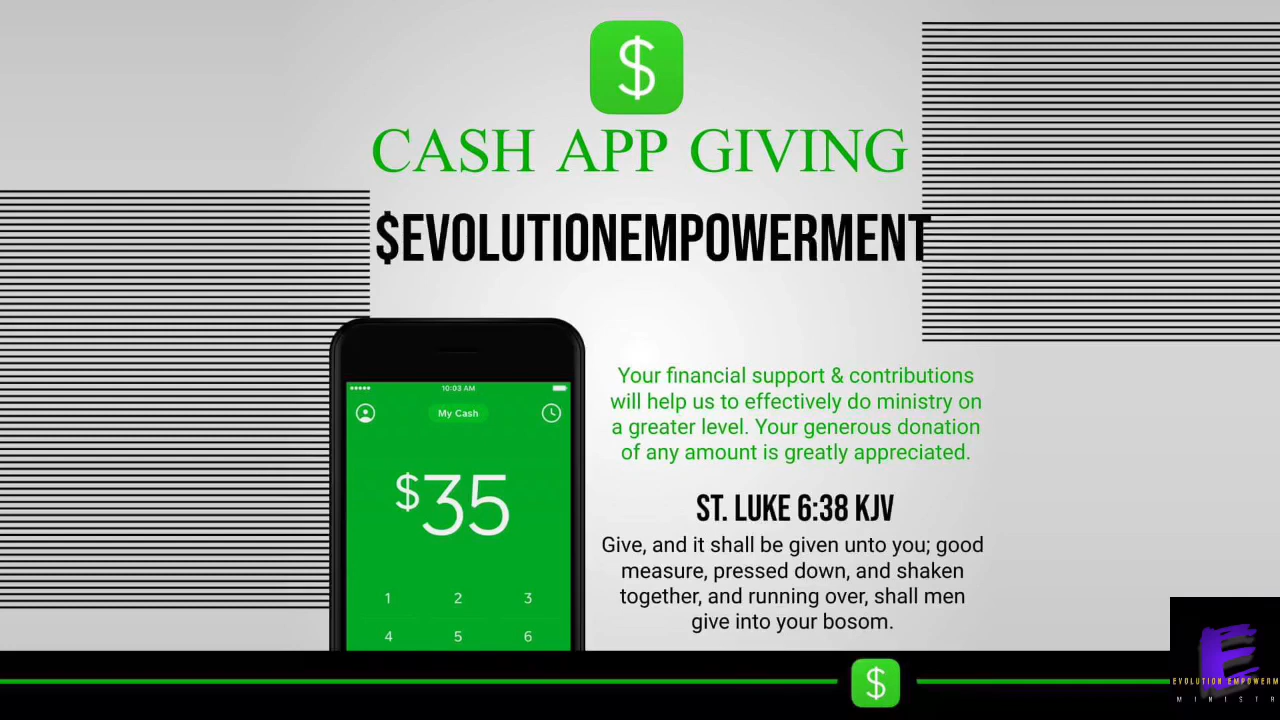 $
CASH APP GIVING
$EVOLUTIONEMPOWERMENT
10:03 AM
My Cash
$35
1 2 3
4 5 6
Your financial support & contributions
will help us to effectively do ministry on
a greater level. Your generous donation
of any amount is greatly appreciated.
ST. LUKE 6:38 KJV
Give, and it shall be given unto you; good
measure, pressed down, and shaken
together, and running over, shall men
give into your bosom.
$
E
EVOLUTION EMPOWERM
MINISTR